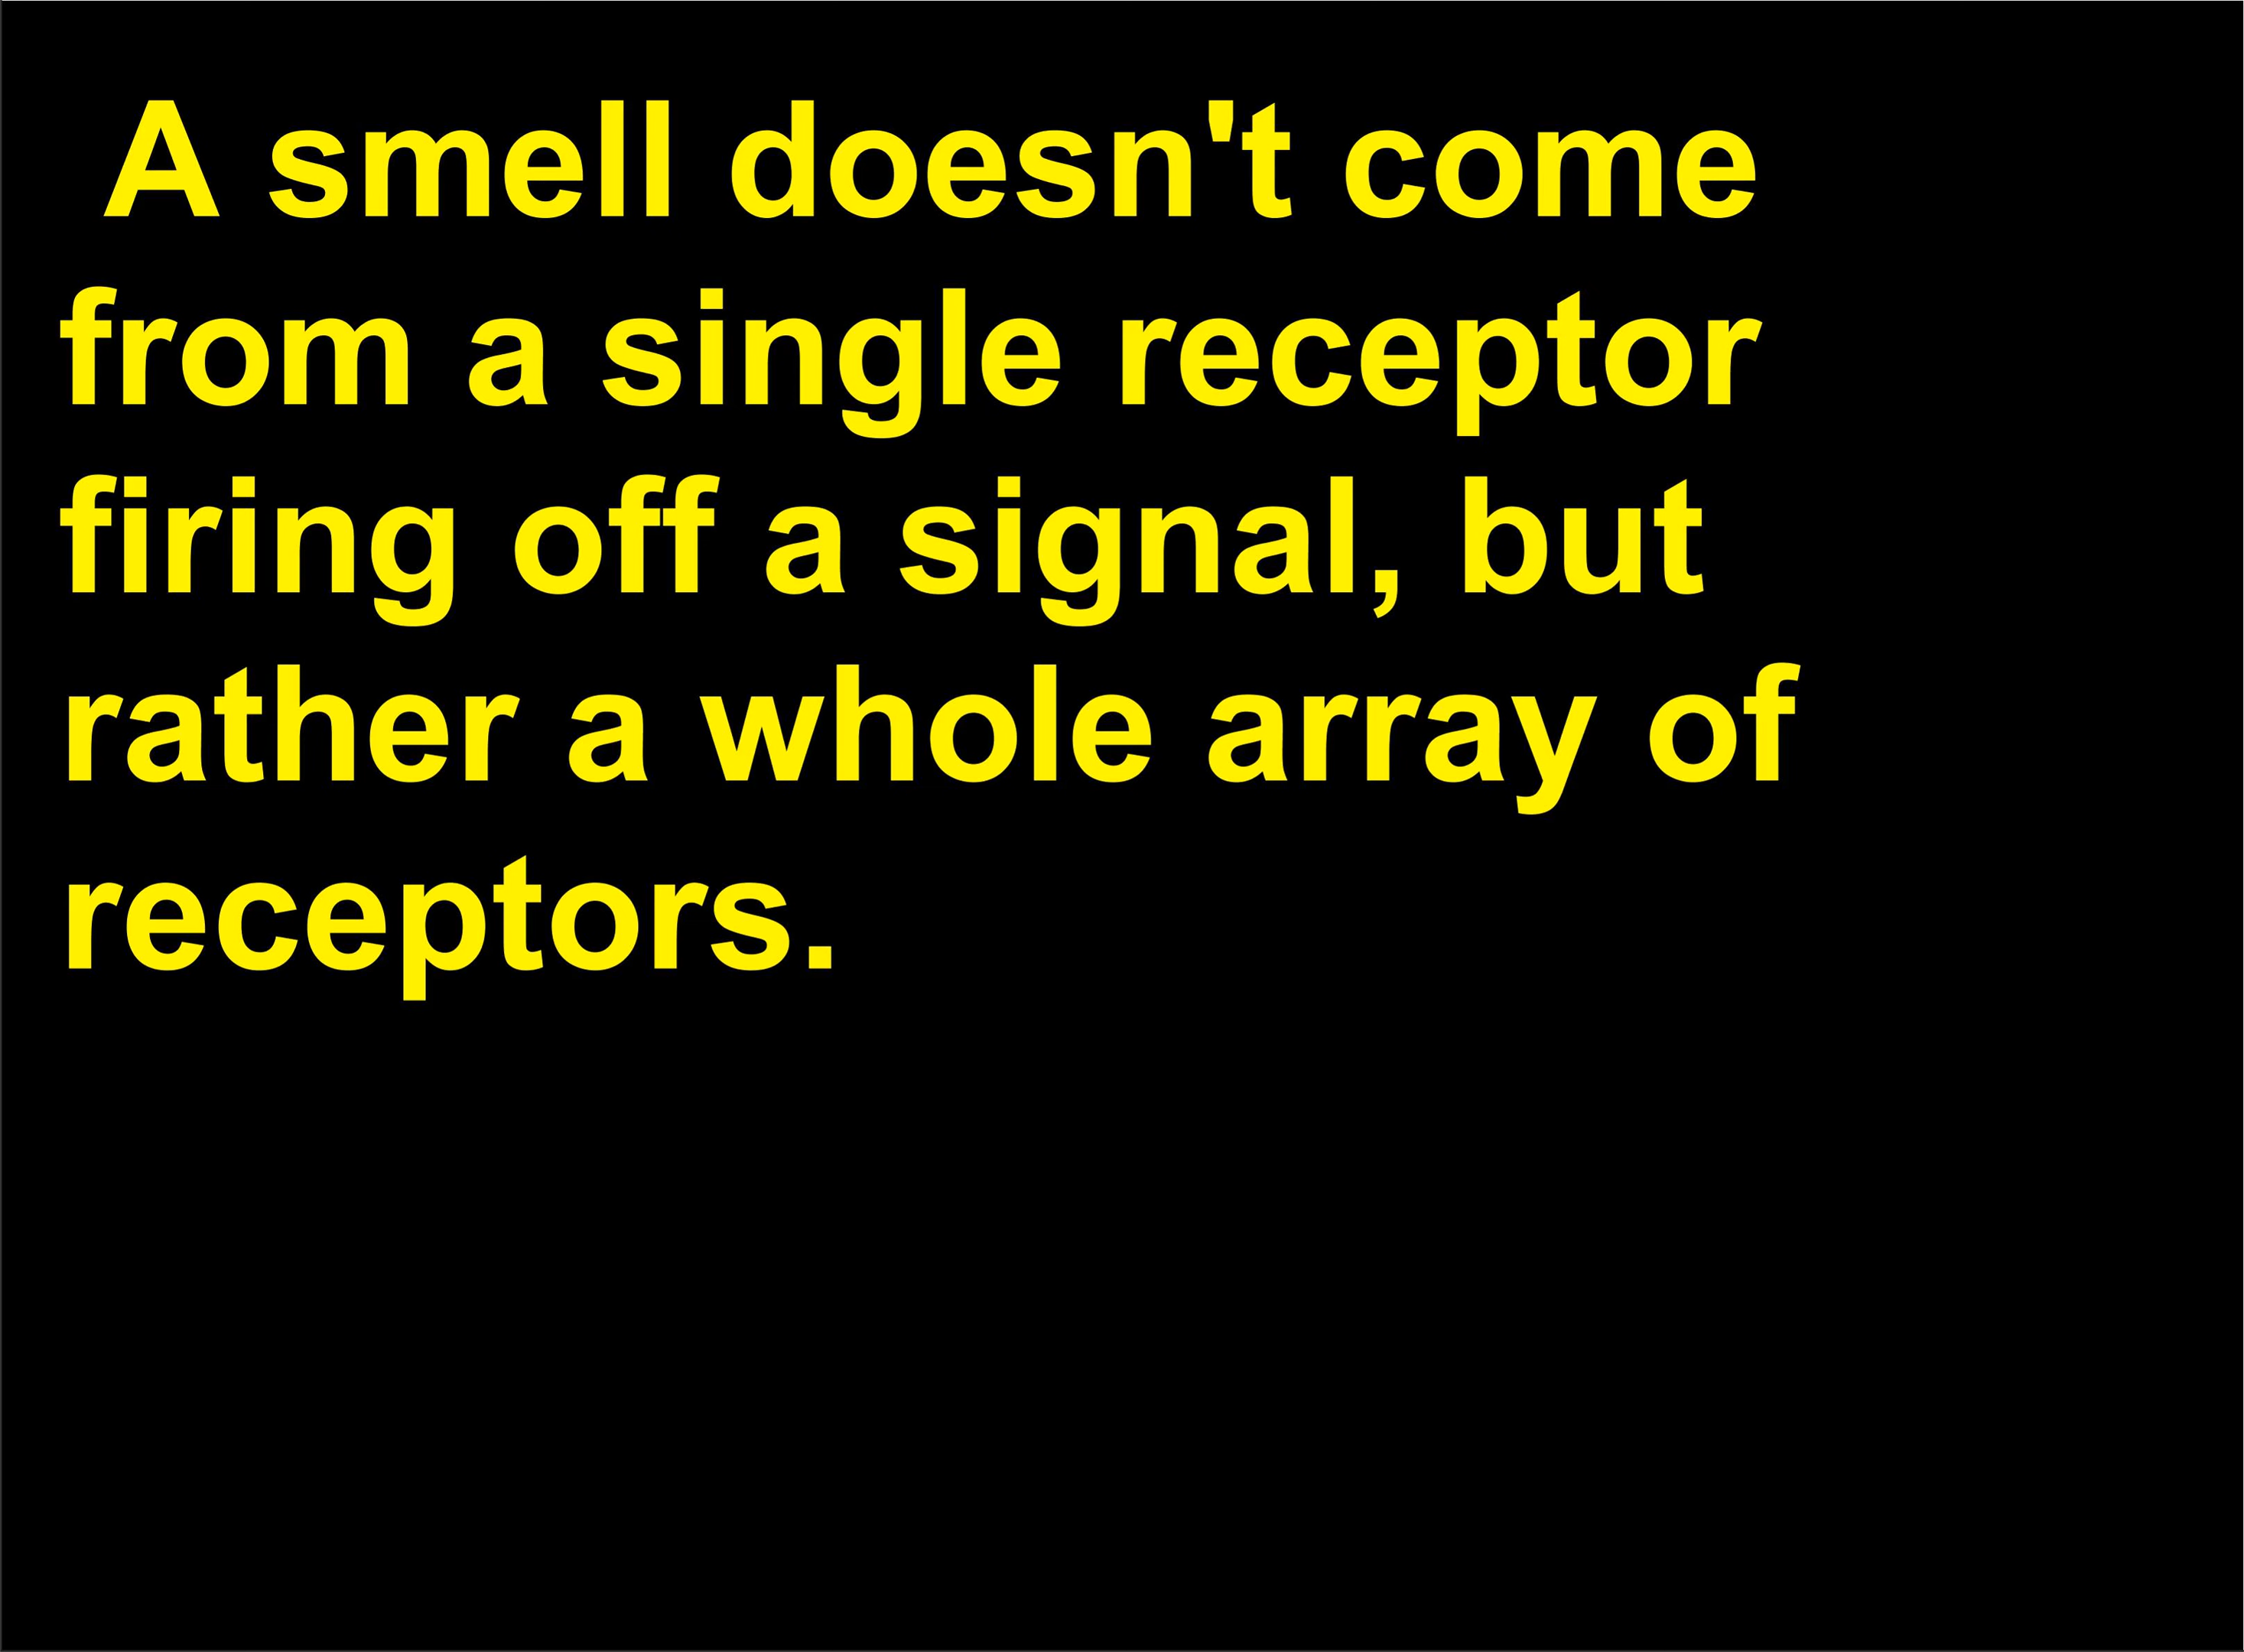 A smell doesn't come
from a single receptor
firing off a signal, but
rather a whole array of
receptors.